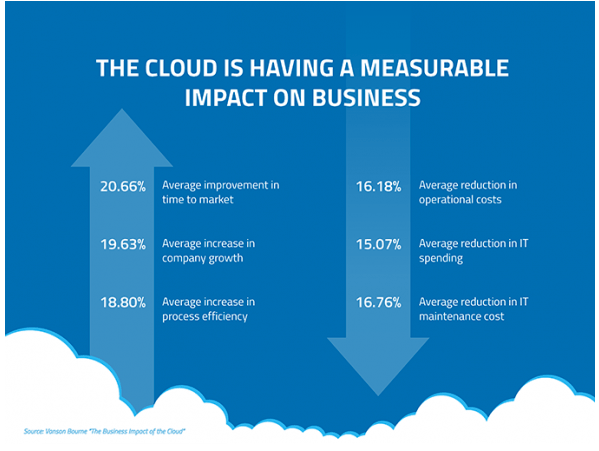 THE CLOUD IS HAVING A MEASURABLE
IMPACT ON BUSINESS
20.66%
Average improvement in
time to market
19.63%
Average increase in
company growth
18.80%
Average increase in
process efficiency
16.18%
Average reduction in
operational costs
15.07%
Average reduction in IT
spending
16.76%
Average reduction in IT
maintenance cost
Source: Vanson Bourne "The Business Impact of the Cloud"